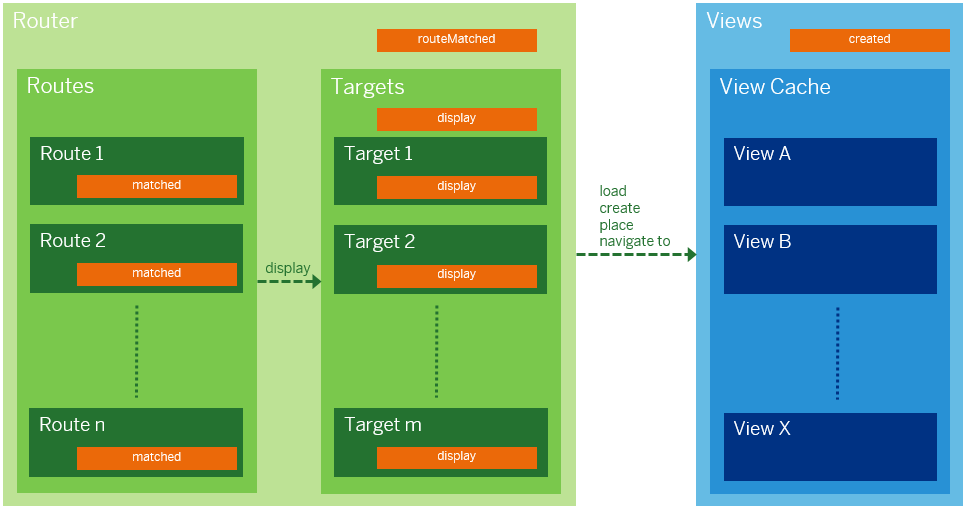 Router
routeMatched
Routes
Route 1
matched
Route 2
matched
Route n
matched
display
Targets
display
Target 1
display
Target 2
display
Target m
display
load
create
place
navigate to
Views
created
View Cache
View A
View B
View X